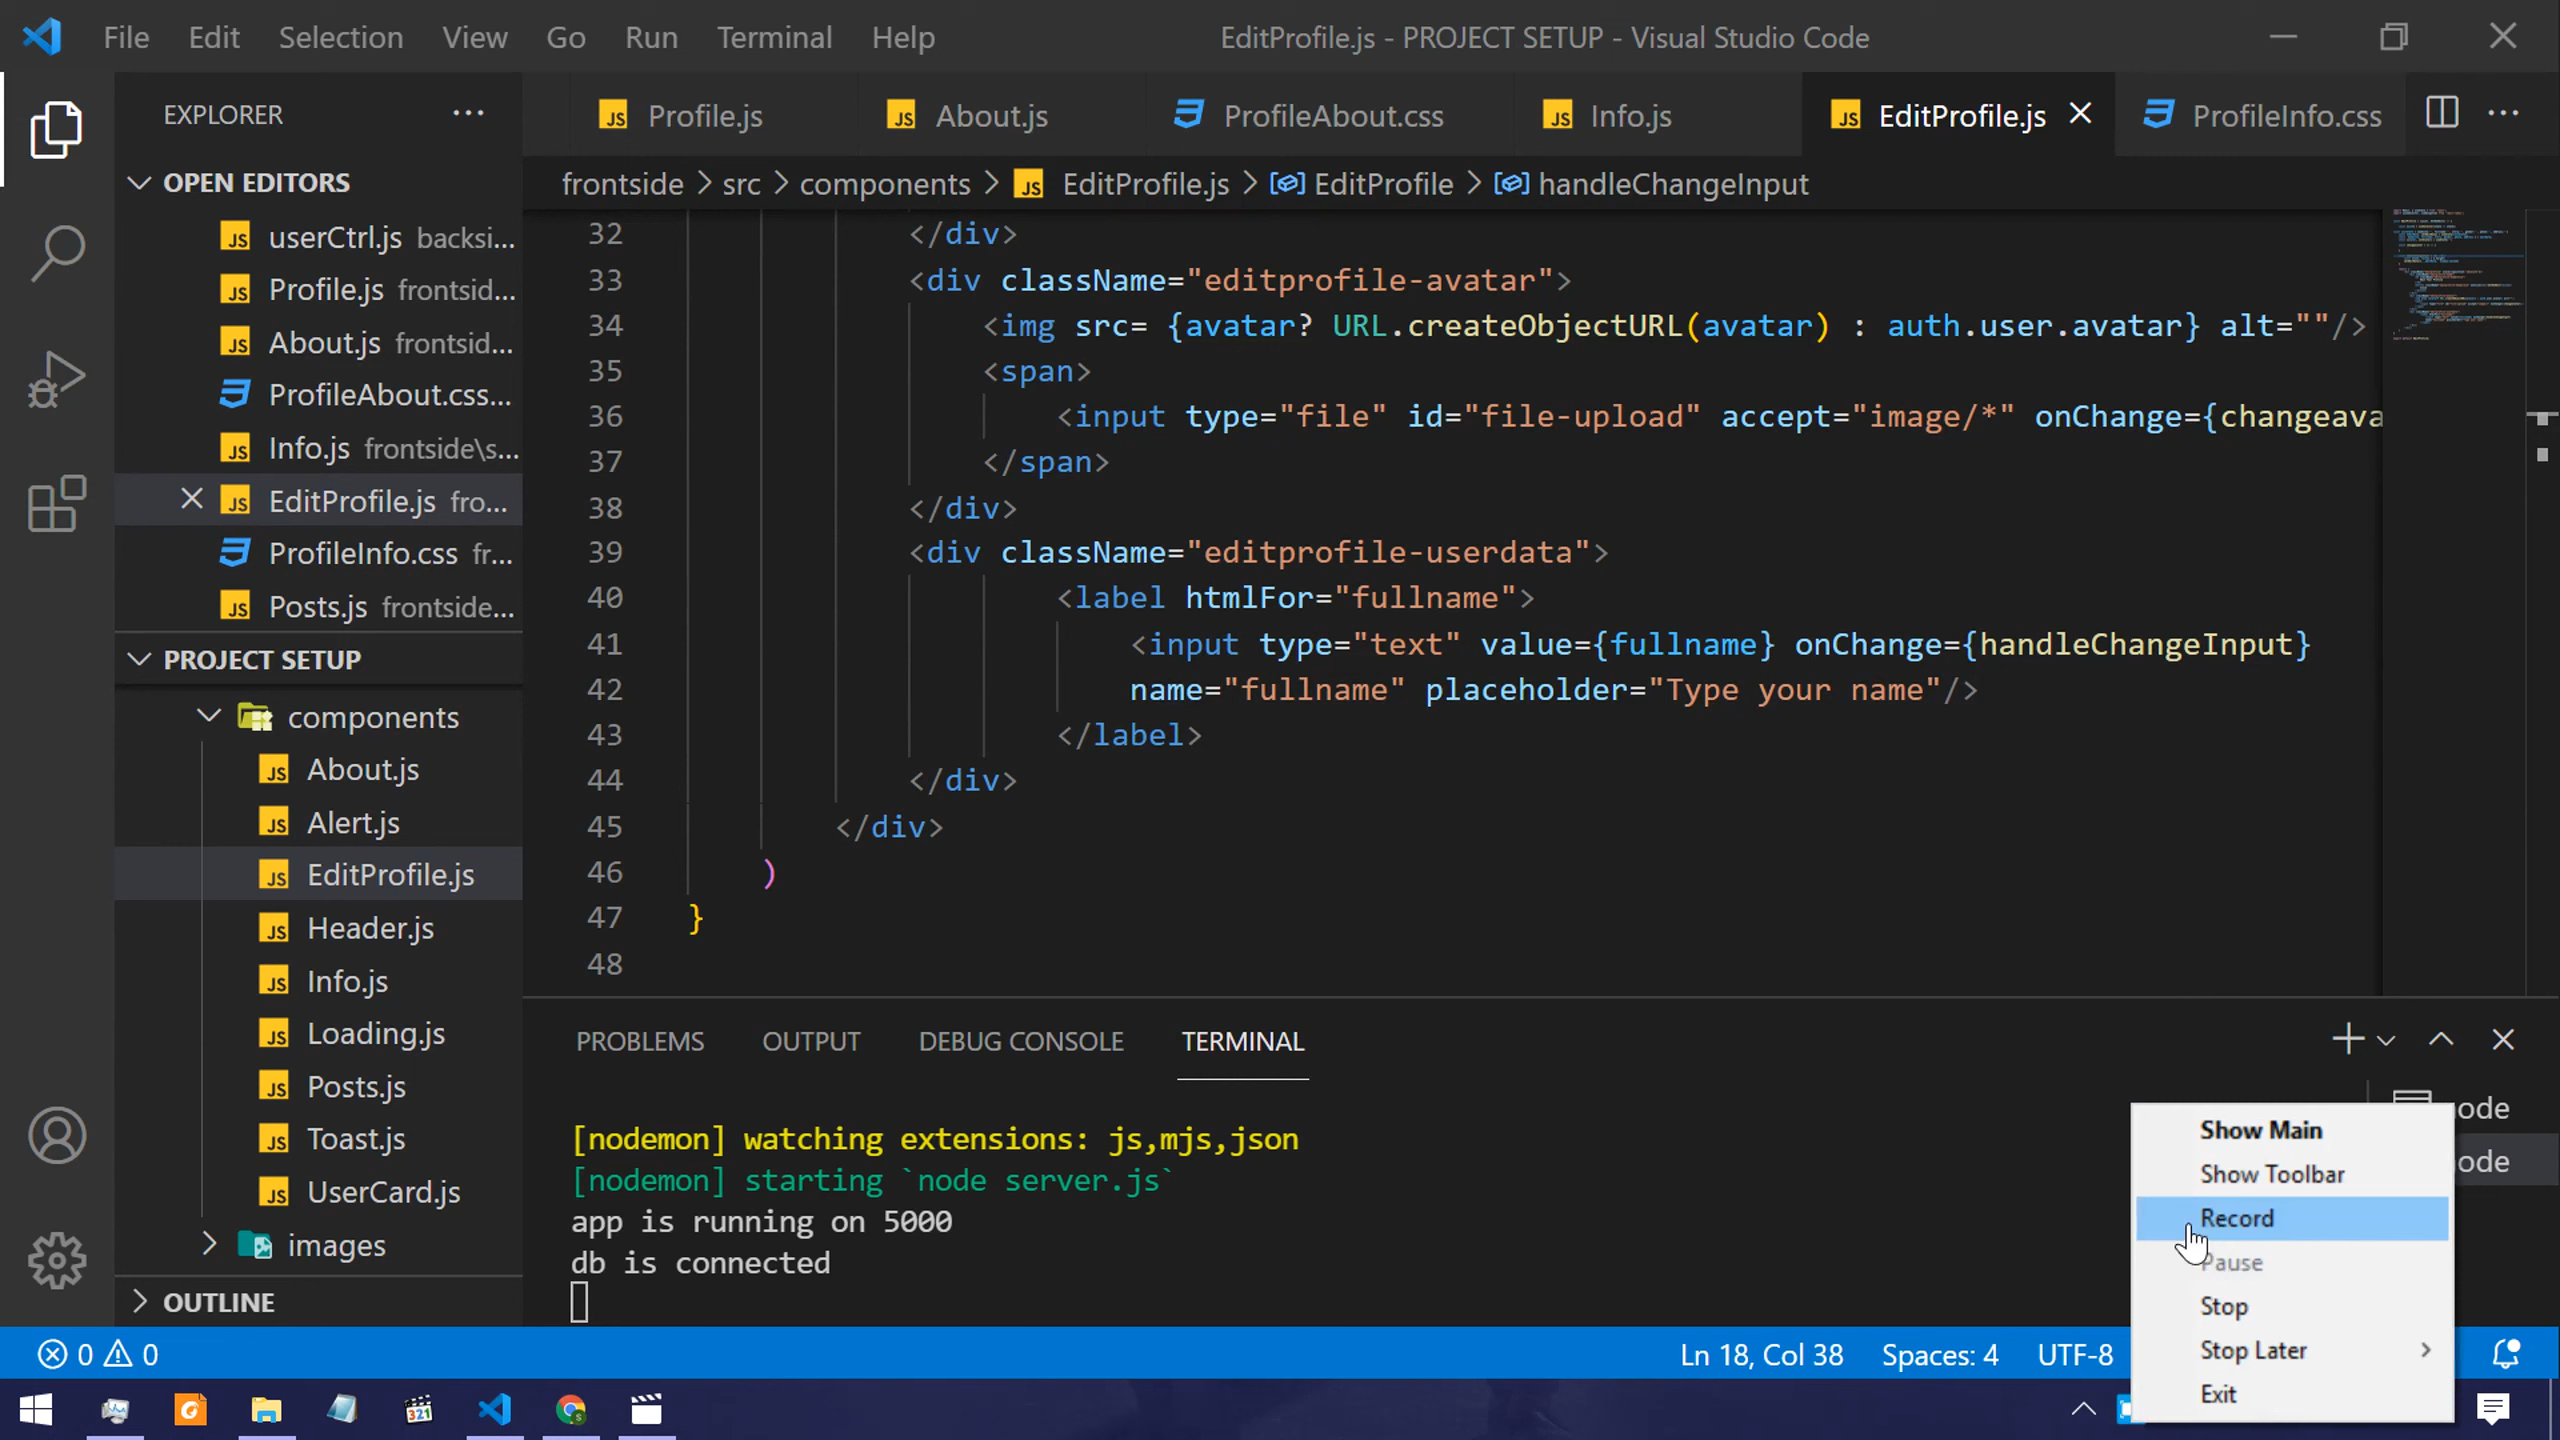 File Edit Selection View Go Run Terminal Help
EditProfile.js - PROJECT SETUP - Visual Studio Code
EXPLORER
OPEN EDITORS
userCtrl.js backsi...
Profile.js frontsid...
About.js frontsid...
ProfileAbout.css...
Info.js frontside\s...
EditProfile.js fro...
ProfileInfo.css fr...
Posts.js frontside...
PROJECT SETUP
components
About.js
Alert.js
EditProfile.js
Header.js
Info.js
Loading.js
Posts.js
Toast.js
UserCard.js
images
OUTLINE
Profile.js About.js ProfileAbout.css Info.js EditProfile.js ProfileInfo.css
frontside > src > components > EditProfile.js > EditProfile > handleChangeInput
32 </div>
33 <div className="editprofile-avatar">
34 <img src= {avatar? URL.createObjectURL(avatar) : auth.user.avatar} alt=""/>
35 <span>
36 <input type="file" id="file-upload" accept="image/*" onChange={changeava
37 </span>
38 </div>
39 <div className="editprofile-userdata">
40 <label htmlFor="fullname">
41 <input type="text" value={fullname} onChange={handleChangeInput}
42 name="fullname" placeholder="Type your name"/>
43 </label>
44 </div>
45 </div>
46 )
47 }
48
PROBLEMS OUTPUT DEBUG CONSOLE TERMINAL
[nodemon] watching extensions: js,mjs,json
[nodemon] starting `node server.js`
app is running on 5000
db is connected
ode
ode
Show Main
Show Toolbar
Record
Pause
Stop
Stop Later
Exit
0 0
Ln 18, Col 38 Spaces: 4 UTF-8
321